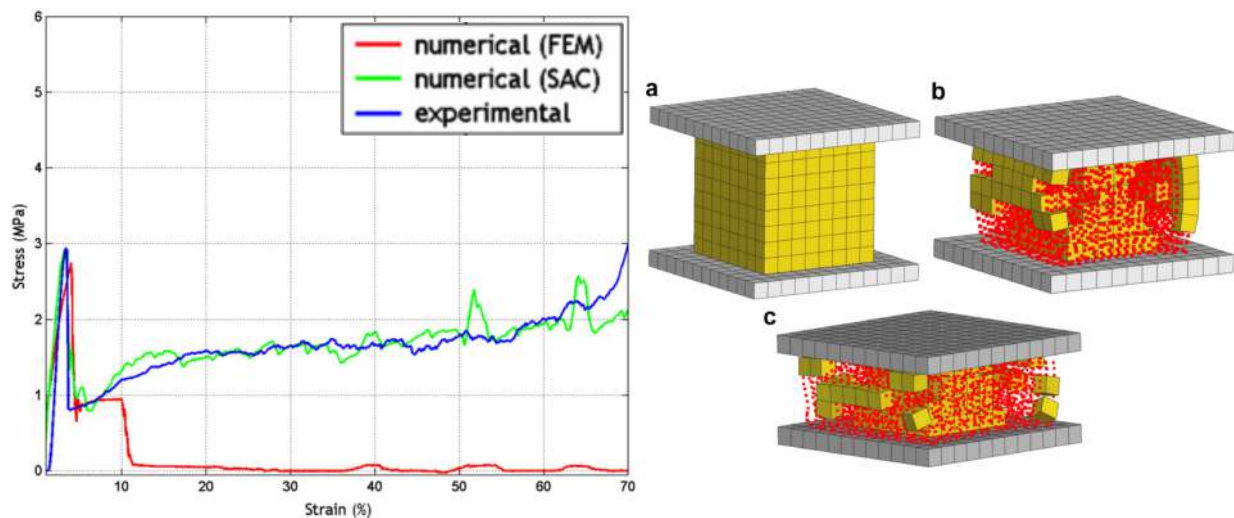 6
numerical (FEM)
numerical (SAC)
experimental
5
4
3
2
1
0
Stress (MPa)
10
20
30
40
50
60
70
Strain (%)
a
b
c